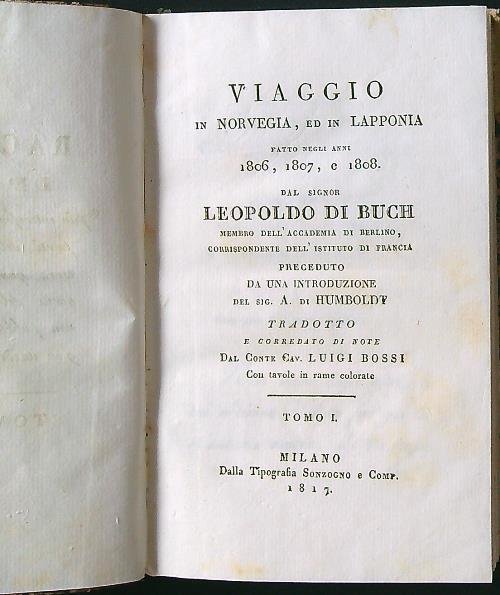 VIAGGIO
IN NORVEGIA, ED IN LAPPONIA
FATTO NEGLI ANNI
1806, 1807, e 1808.
DAL SIGNOR
LEOPOLDO DI BUCH
MEMBRO DELL'ACCADEMIA DI BERLINO,
CORRISPONDENTE DELL'ISTITUTO DI FRANCIA
PRECEDUTO
DA UNA INTRODUZIONE
DEL SIG. A. DI HUMBOLDT
TRADOTTO
E CORREDATO DI NOTE
DAL CONTE CAV. LUIGI BOSSI
Con tavole in rame colorate
TOMO I.
MILANO
Dalla Tipografia SONZOGNO e COMP.
1817.